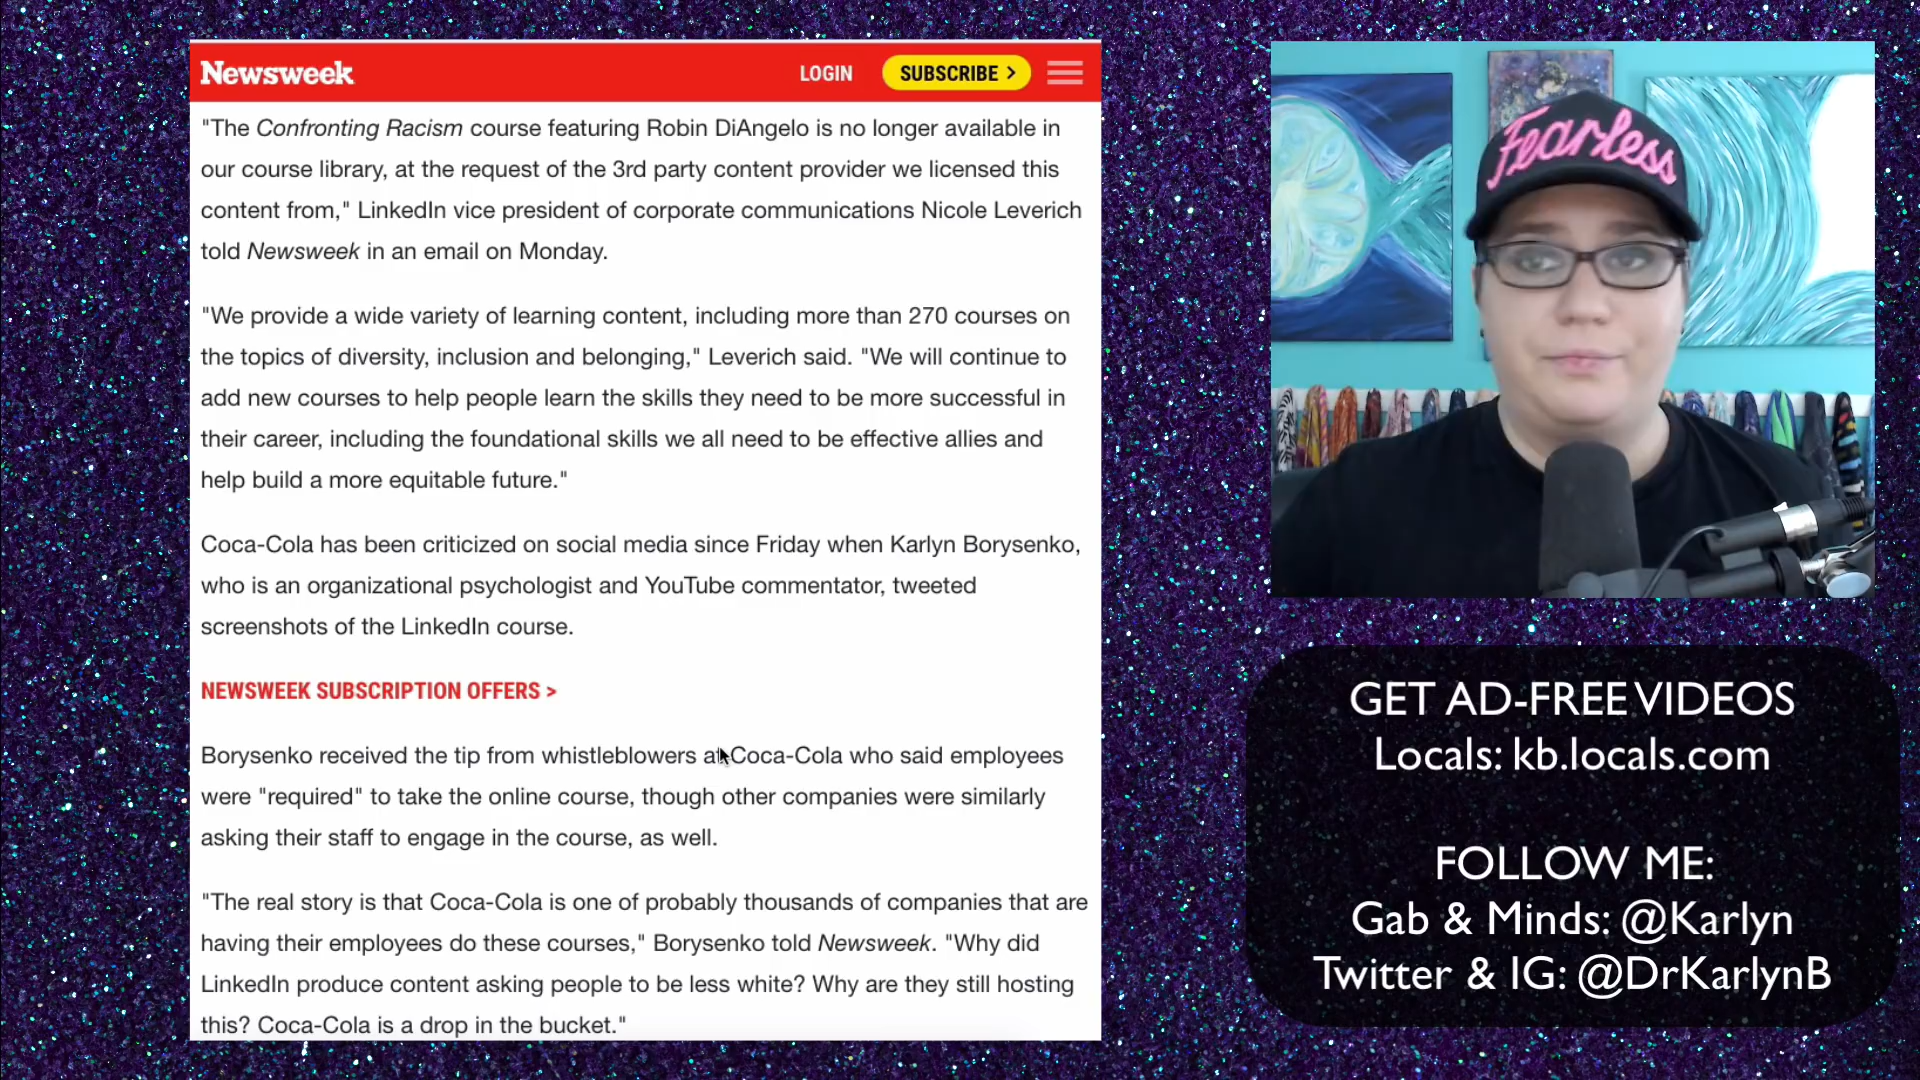 Newsweek
LOGIN
SUBSCRIBE >
"The Confronting Racism course featuring Robin DiAngelo is no longer available in
our course library, at the request of the 3rd party content provider we licensed this
content from," LinkedIn vice president of corporate communications Nicole Leverich
told Newsweek in an email on Monday.
"We provide a wide variety of learning content, including more than 270 courses on
the topics of diversity, inclusion and belonging," Leverich said. "We will continue to
add new courses to help people learn the skills they need to be more successful in
their career, including the foundational skills we all need to be effective allies and
help build a more equitable future."
Coca-Cola has been criticized on social media since Friday when Karlyn Borysenko,
who is an organizational psychologist and YouTube commentator, tweeted
screenshots of the LinkedIn course.
NEWSWEEK SUBSCRIPTION OFFERS >
Borysenko received the tip from whistleblowers at Coca-Cola who said employees
were "required" to take the online course, though other companies were similarly
asking their staff to engage in the course, as well.
"The real story is that Coca-Cola is one of probably thousands of companies that are
having their employees do these courses," Borysenko told Newsweek. "Why did
LinkedIn produce content asking people to be less white? Why are they still hosting
this? Coca-Cola is a drop in the bucket."
Fearless
GET AD-FREE VIDEOS
Locals: kb.locals.com
FOLLOW ME:
Gab & Minds: @Karlyn
Twitter & IG: @DrKarlynB